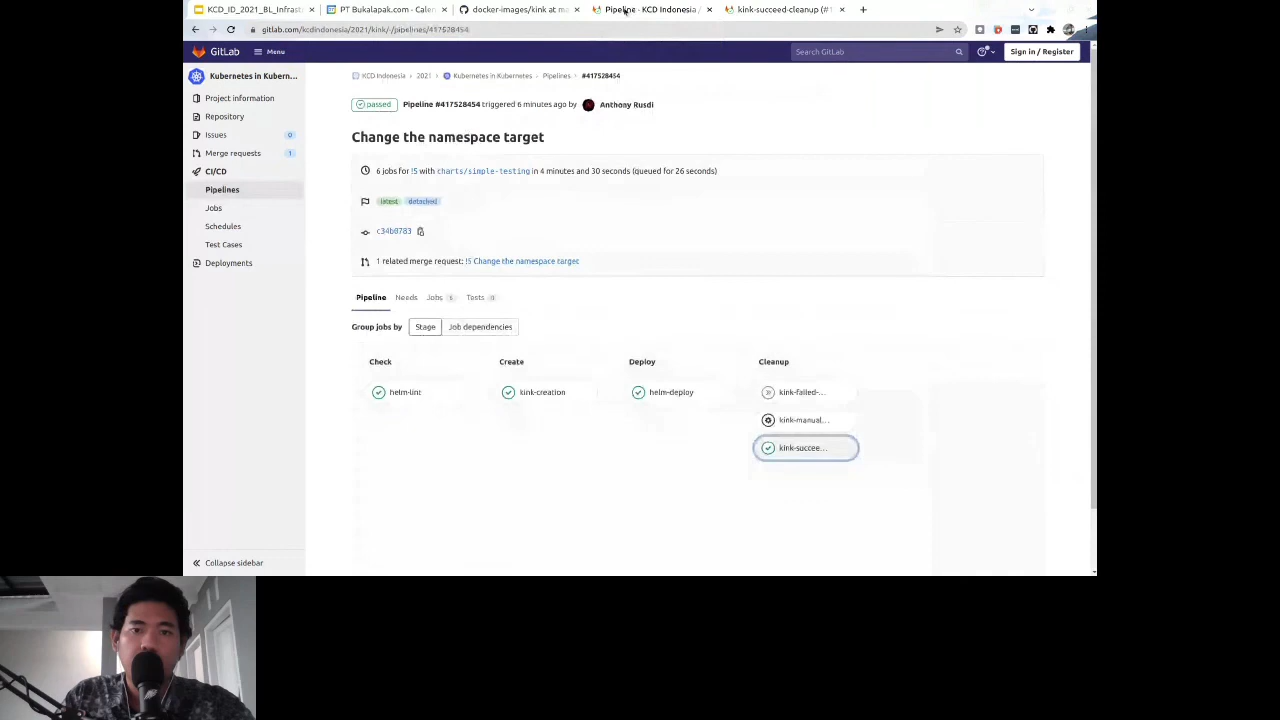 KCD_ID_2021_BL_Infrast
PT Bukalapak.com - Calen
docker-images/kink at ma
Pipeline · KCD Indonesia /
kink-succeed-cleanup (#1
gitlab.com/kcdindonesia/2021/kink/-/pipelines/417528454
GitLab
Menu
Search GitLab
Sign in / Register
Kubernetes in Kubern...
Project information
Repository
Issues 0
Merge requests 1
CI/CD
Pipelines
Jobs
Schedules
Test Cases
Deployments
Collapse sidebar
KCD Indonesia › 2021 › Kubernetes in Kubernetes › Pipelines › #417528454
passed Pipeline #417528454 triggered 6 minutes ago by Anthony Rusdi
Change the namespace target
6 jobs for !5 with charts/simple-testing in 4 minutes and 30 seconds (queued for 26 seconds)
latest detached
c34b0783
1 related merge request: !5 Change the namespace target
Pipeline Needs Jobs 6 Tests 0
Group jobs by Stage Job dependencies
Check Create Deploy Cleanup
helm-lint kink-creation helm-deploy kink-failed-...
kink-manual...
kink-succee...